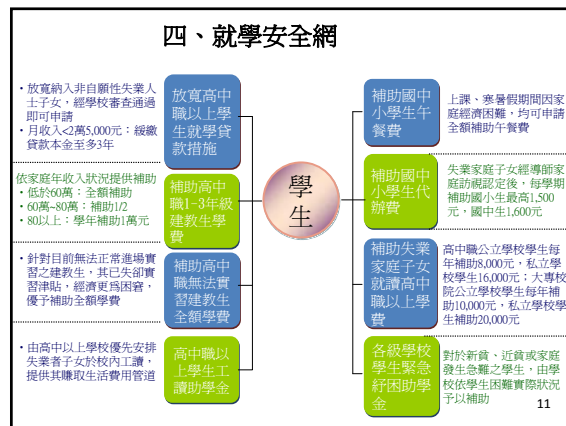 四、就學安全網
• 放寬納入非自願性失業人
士子女，經學校審查通過
即可申請
• 月收入<2萬5,000元：緩繳
貸款本金至多3年
放寬高中
職以上學
生就學貸
款措施
依家庭年收入狀況提供補助
• 低於60萬：全額補助
• 60萬~80萬：補助1/2
• 80以上：學年補助1萬元
補助高中
職1-3年級
建教生學
費
• 針對目前無法正常進場實
習之建教生，其已失卻實
習津貼，經濟更爲困窘，
優予補助全額學費
補助高中
職無法實
習建教生
全額學費
• 由高中以上學校優先安排
失業者子女於校內工讀，
提供其賺取生活費用管道
高中職以
上學生工
讀助學金
學
生
補助國中
小學生午
餐費
上課、寒暑假期間因家
庭經濟困難，均可申請
全額補助午餐費
補助國中
小學生代
辦費
失業家庭子女經導師家
庭訪視認定後，每學期
補助國小生最高1,500
元，國中生1,600元
補助失業
家庭子女
就讀高中
職以上學
費
高中職公立學校學生每
年補助8,000元，私立學
校學生16,000元；大專校
院公立學校學生每年補
助10,000元，私立學校學
生補助20,000元
各級學校
學生緊急
紓困助學
金
對於新貧、近貧或家庭
發生急難之學生，由學
校依學生困難實際狀況
予以補助
11